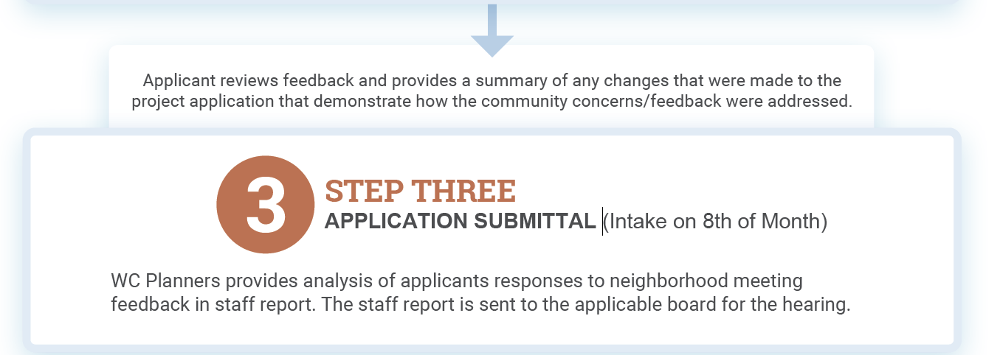 Applicant reviews feedback and provides a summary of any changes that were made to the
project application that demonstrate how the community concerns/feedback were addressed.
3
STEP THREE
APPLICATION SUBMITTAL (Intake on 8th of Month)
WC Planners provides analysis of applicants responses to neighborhood meeting
feedback in staff report. The staff report is sent to the applicable board for the hearing.